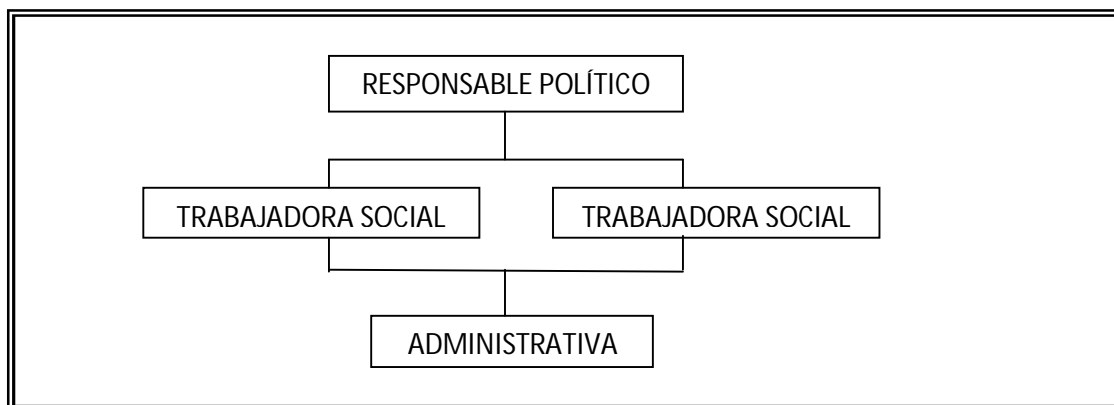 RESPONSABLE POLÍTICO
TRABAJADORA SOCIAL
TRABAJADORA SOCIAL
ADMINISTRATIVA